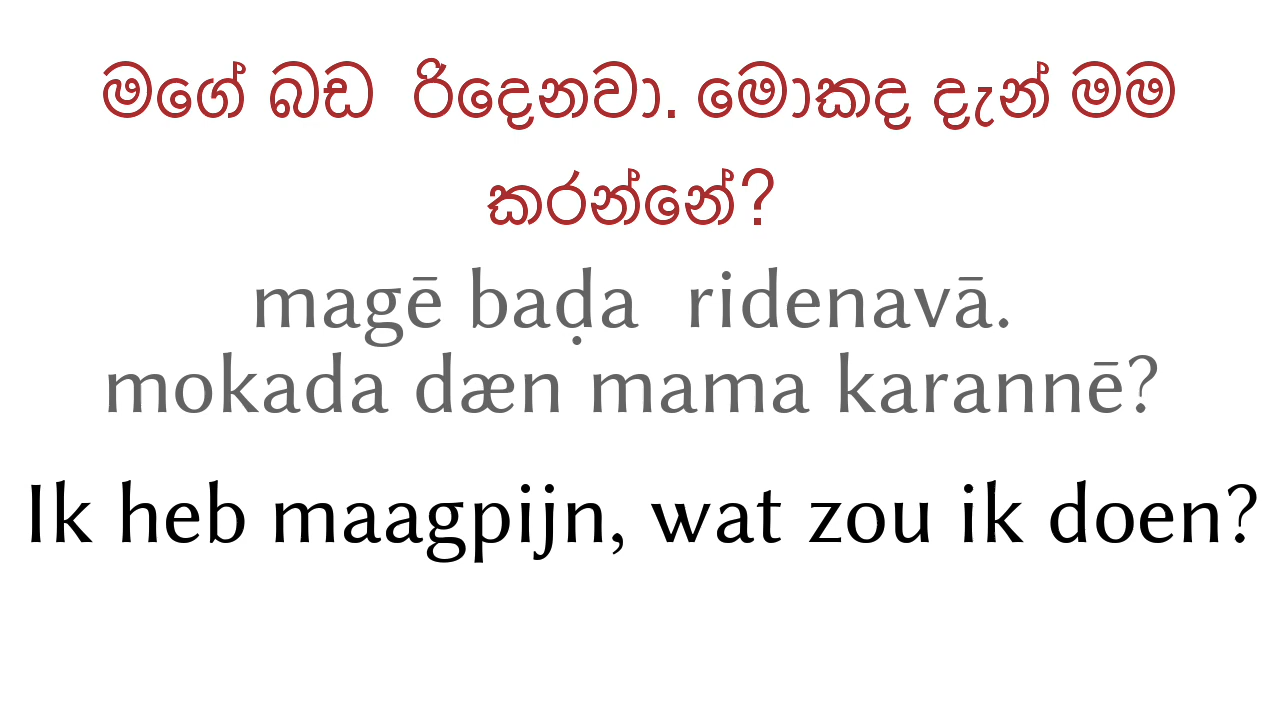 මගේ බඩ  රිදෙනවා. මොකද දැන් මම
කරන්නේ?
magē baḍa  ridenavā.
mokada dæn mama karannē?
Ik heb maagpijn, wat zou ik doen?